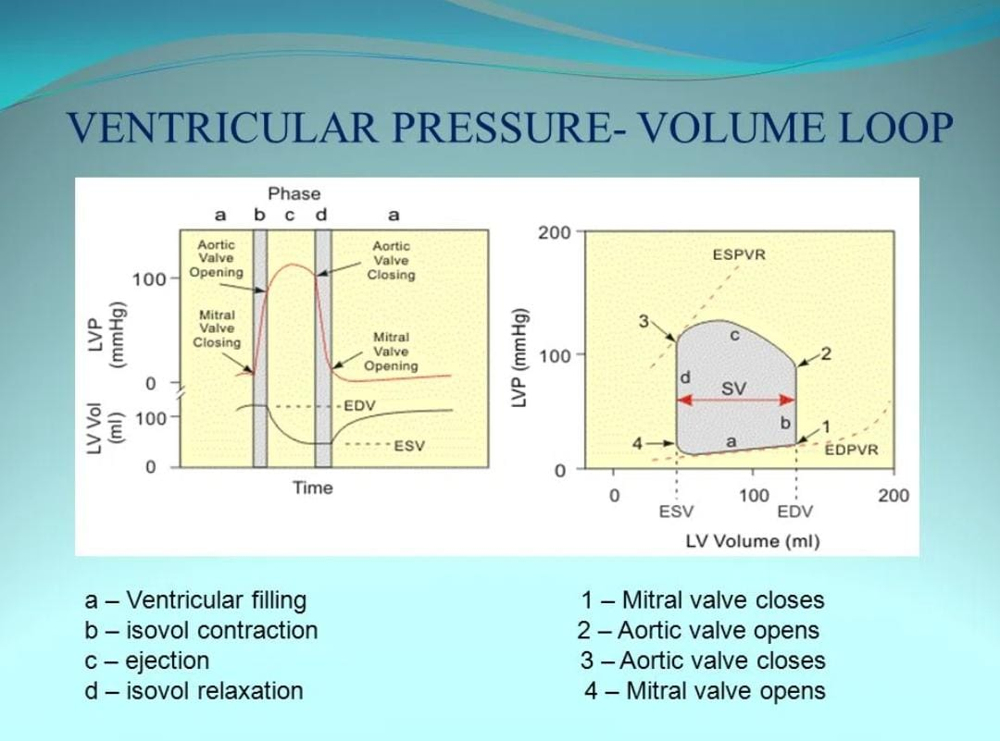 VENTRICULAR PRESSURE- VOLUME LOOP
Phase
a b c d a
Aortic
Valve
Opening
Aortic
Valve
Closing
Mitral
Valve
Closing
Mitral
Valve
Opening
LVP
(mmHg)
100
0
LV Vol
(ml)
100
0
EDV
ESV
Time
200
100
0
LVP (mmHg)
ESPVR
3
c
2
d
SV
b
1
4
a
EDPVR
0 100 200
ESV EDV
LV Volume (ml)
a – Ventricular filling
b – isovol contraction
c – ejection
d – isovol relaxation
1 – Mitral valve closes
2 – Aortic valve opens
3 – Aortic valve closes
4 – Mitral valve opens